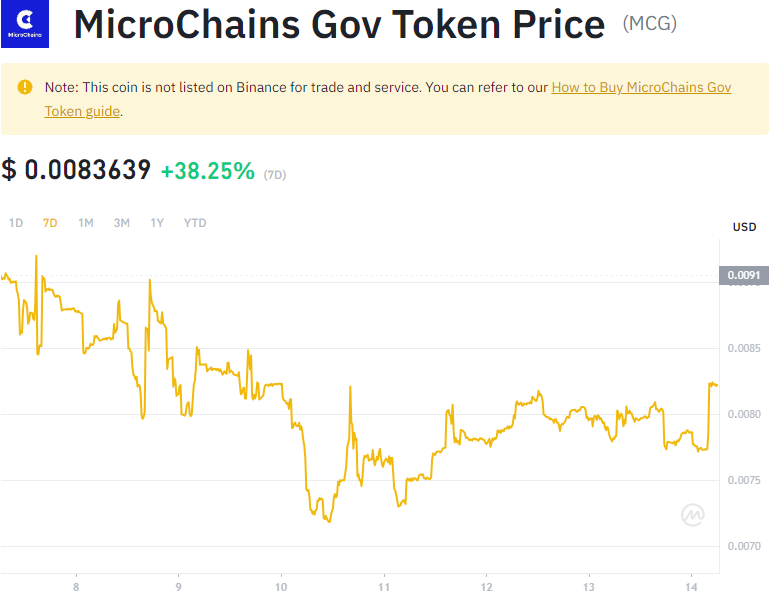 MicroChains
MicroChains Gov Token Price (MCG)
Note: This coin is not listed on Binance for trade and service. You can refer to our How to Buy MicroChains Gov
Token guide.
$ 0.0083639 +38.25% (7D)
1D 7D 1M 3M 1Y YTD
USD
0.0091
0.0085
0.0080
0.0075
0.0070
8 9 10 11 12 13 14